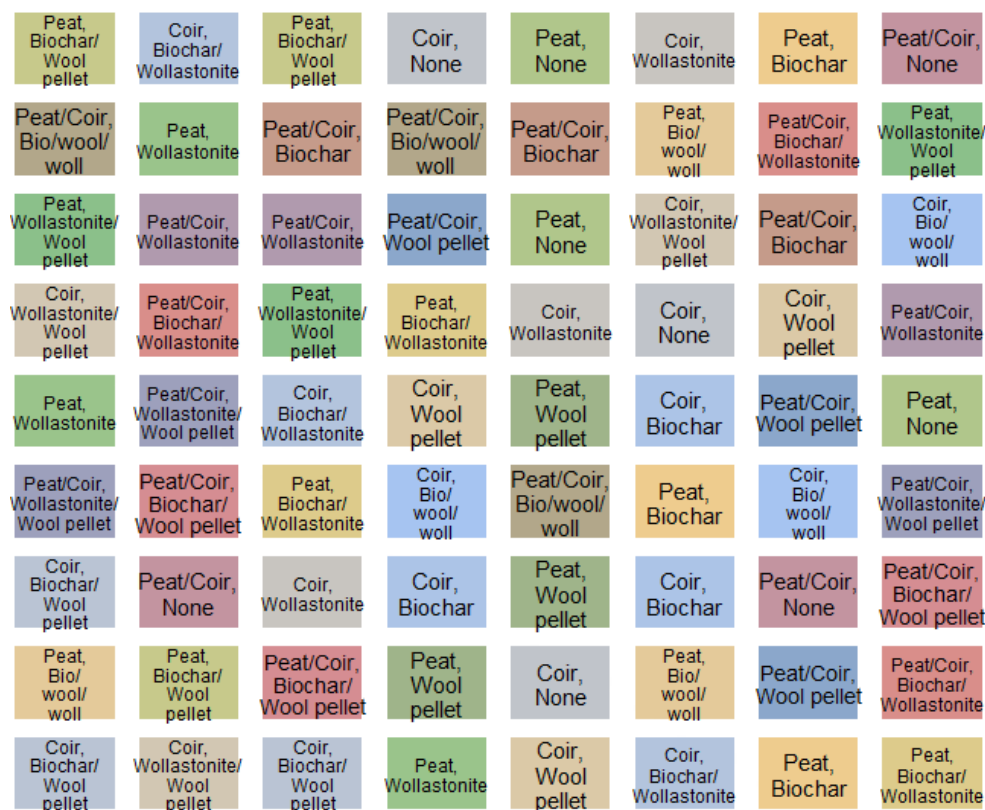 Peat,
Biochar/
Wool
pellet
Coir,
Biochar/
Wollastonite
Peat,
Biochar/
Wool
pellet
Coir,
None
Peat,
None
Coir,
Wollastonite
Peat,
Biochar
Peat/Coir,
None
Peat/Coir,
Bio/wool/
woll
Peat,
Wollastonite
Peat/Coir,
Biochar
Peat/Coir,
Bio/wool/
woll
Peat/Coir,
Biochar
Peat,
Bio/
wool/
woll
Peat/Coir,
Biochar/
Wollastonite
Peat,
Wollastonite/
Wool
pellet
Peat,
Wollastonite/
Wool
pellet
Peat/Coir,
Wollastonite
Peat/Coir,
Wollastonite
Peat/Coir,
Wool pellet
Peat,
None
Coir,
Wollastonite/
Wool
pellet
Peat/Coir,
Biochar
Coir,
Bio/
wool/
woll
Coir,
Wollastonite/
Wool
pellet
Peat/Coir,
Biochar/
Wollastonite
Peat,
Wollastonite/
Wool
pellet
Peat,
Biochar/
Wollastonite
Coir,
Wollastonite
Coir,
None
Coir,
Wool
pellet
Peat/Coir,
Wollastonite
Peat,
Wollastonite
Peat/Coir,
Wollastonite/
Wool pellet
Coir,
Biochar/
Wollastonite
Coir,
Wool
pellet
Peat,
Wool
pellet
Coir,
Biochar
Peat/Coir,
Wool pellet
Peat,
None
Peat/Coir,
Wollastonite/
Wool pellet
Peat/Coir,
Biochar/
Wool pellet
Peat,
Biochar/
Wollastonite
Coir,
Bio/
wool/
woll
Peat/Coir,
Bio/wool/
woll
Peat,
Biochar
Coir,
Bio/
wool/
woll
Peat/Coir,
Wollastonite/
Wool pellet
Coir,
Biochar/
Wool
pellet
Peat/Coir,
None
Coir,
Wollastonite
Coir,
Biochar
Peat,
Wool
pellet
Coir,
Biochar
Peat/Coir,
None
Peat/Coir,
Biochar/
Wool pellet
Peat,
Bio/
wool/
woll
Peat,
Biochar/
Wool
pellet
Peat/Coir,
Biochar/
Wool pellet
Peat,
Wool
pellet
Coir,
None
Peat,
Bio/
wool/
woll
Peat/Coir,
Wool pellet
Peat/Coir,
Biochar/
Wollastonite
Coir,
Biochar/
Wool
pellet
Coir,
Wollastonite/
Wool
pellet
Coir,
Biochar/
Wool
pellet
Peat,
Wollastonite
Coir,
Wool
pellet
Coir,
Biochar/
Wollastonite
Peat,
Biochar
Peat,
Biochar/
Wollastonite